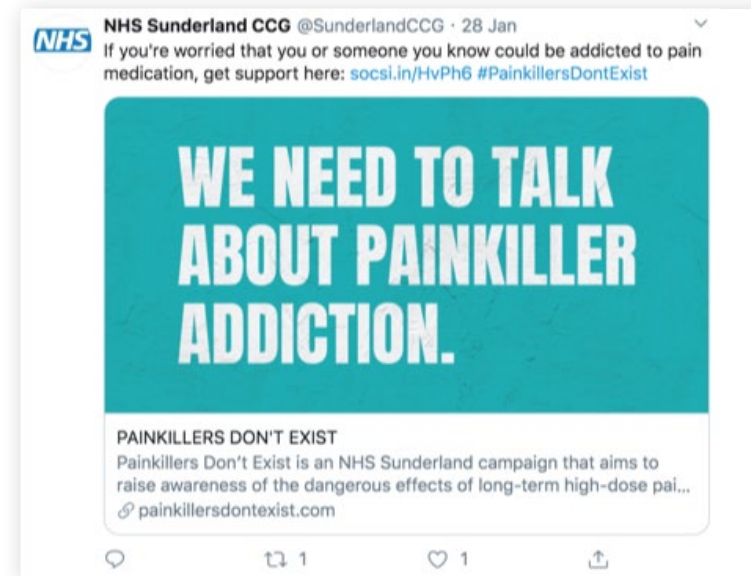 NHS
NHS Sunderland CCG @SunderlandCCG · 28 Jan
If you're worried that you or someone you know could be addicted to pain
medication, get support here: socsi.in/HvPh6 #PainkillersDontExist
WE NEED TO TALK
ABOUT PAINKILLER
ADDICTION.
PAINKILLERS DON'T EXIST
Painkillers Don't Exist is an NHS Sunderland campaign that aims to
raise awareness of the dangerous effects of long-term high-dose pai...
painkillersdontexist.com
1 1